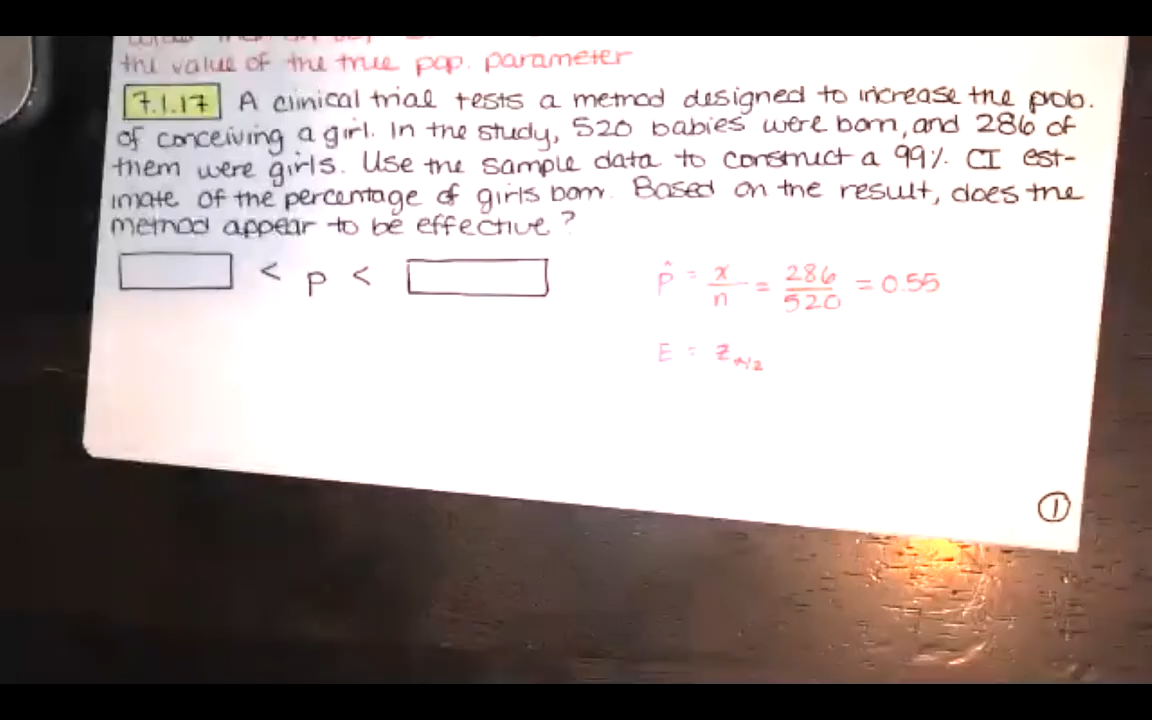 the value of the true pop. parameter
7.1.17 A clinical trial tests a method designed to increase the prob.
of conceiving a girl. In the study, 520 babies were born, and 286 of
them were girls. Use the sample data to construct a 99% CI est-
imate of the percentage of girls born. Based on the result, does the
method appear to be effective?
< p < p̂ = x/n = 286/520 = 0.55
E = z α/2
1